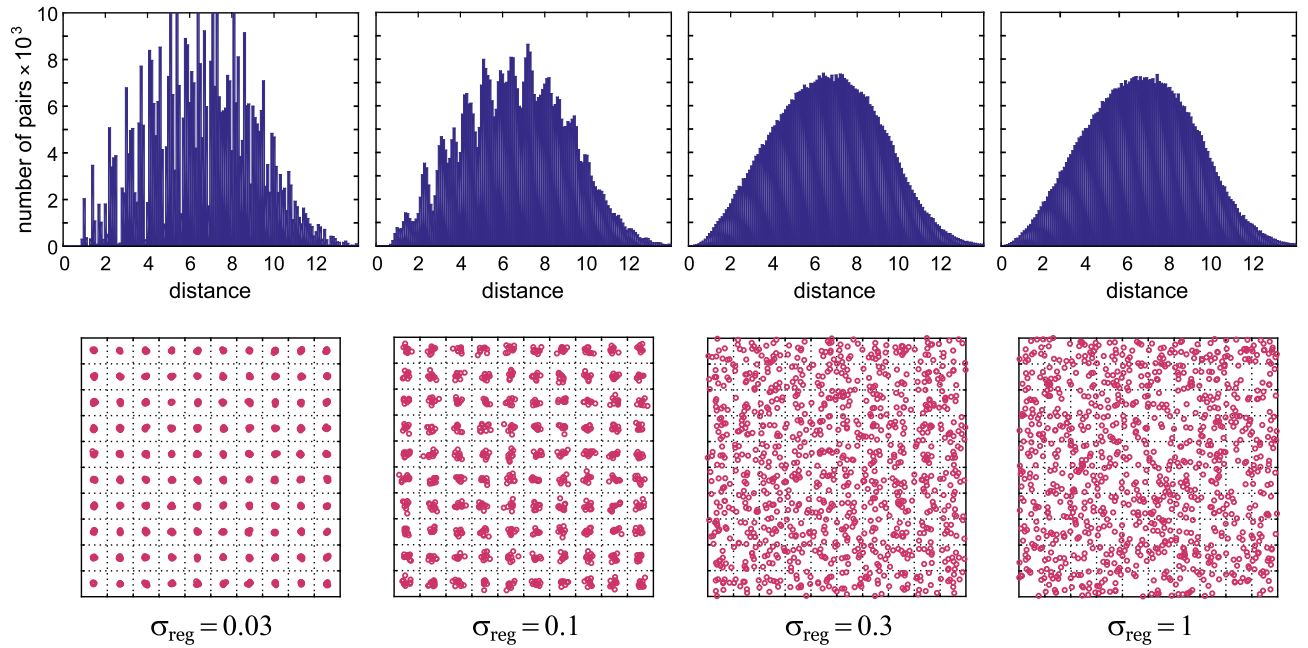 number of pairs × 10³
10
8
6
4
2
0
0 2 4 6 8 10 12
0 2 4 6 8 10 12
0 2 4 6 8 10 12
0 2 4 6 8 10 12
distance distance distance distance
σreg = 0.03 σreg = 0.1 σreg = 0.3 σreg = 1